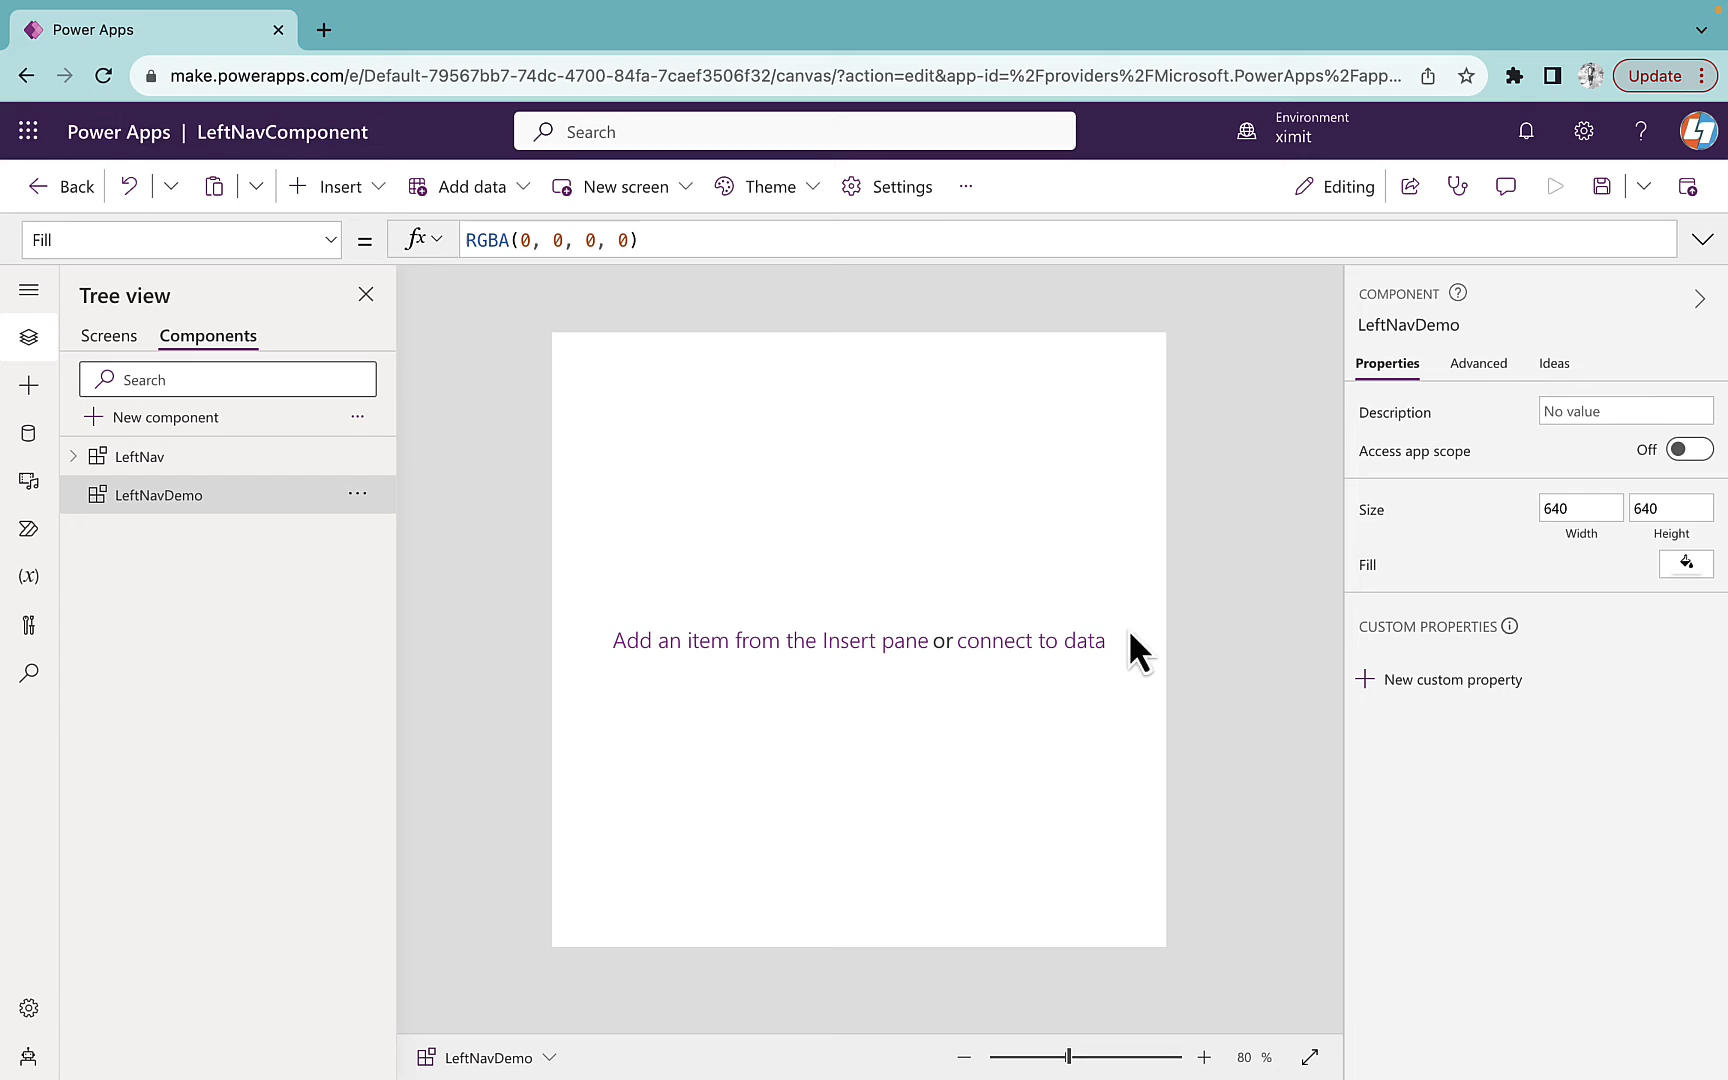 Power Apps
make.powerapps.com/e/Default-79567bb7-74dc-4700-84fa-7caef3506f32/canvas/?action=edit&app-id=%2Fproviders%2FMicrosoft.PowerApps%2Fapp...
Update
Power Apps | LeftNavComponent
Search
Environment
ximit
Back
Insert
Add data
New screen
Theme
Settings
Editing
Fill
=
fx
RGBA(0, 0, 0, 0)
Tree view
Screens
Components
Search
New component
LeftNav
LeftNavDemo
(x)
Add an item from the Insert pane or connect to data
COMPONENT
LeftNavDemo
Properties
Advanced
Ideas
Description
No value
Access app scope
Off
Size
640
640
Width
Height
Fill
CUSTOM PROPERTIES
New custom property
LeftNavDemo
80 %